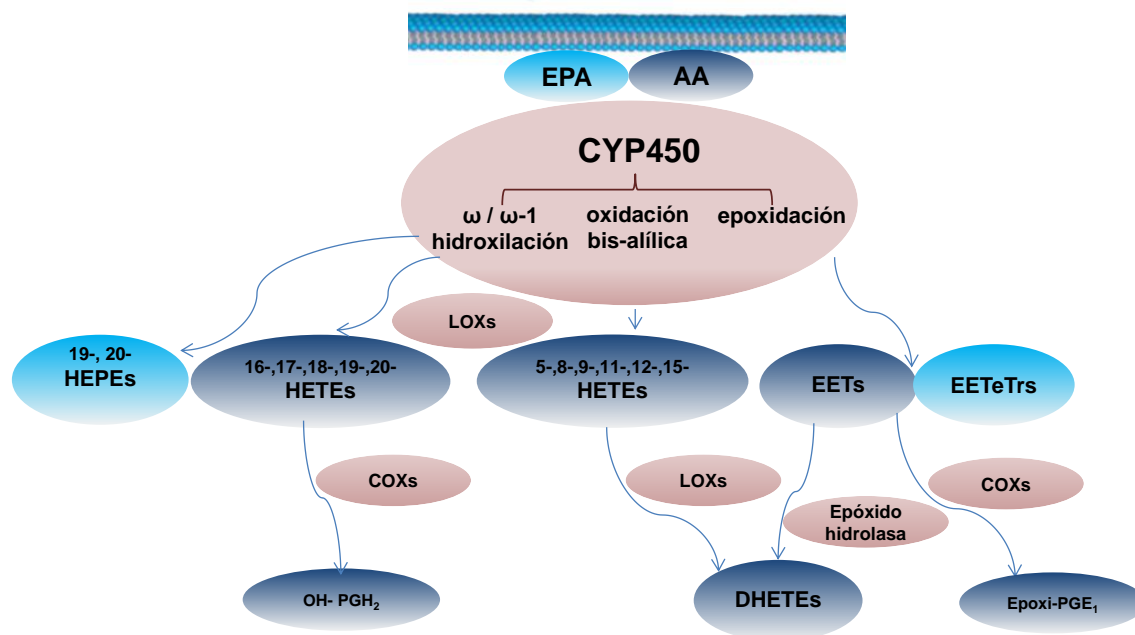 EPA
AA
CYP450
ω / ω-1
hidroxilación
oxidación
bis-alílica
epoxidación
LOXs
19-, 20-
HEPEs
16-,17-,18-,19-,20-
HETEs
5-,8-,9-,11-,12-,15-
HETEs
EETs
EETeTrs
COXs
LOXs
COXs
Epóxido
hidrolasa
OH- PGH₂
DHETEs
Epoxi-PGE₁